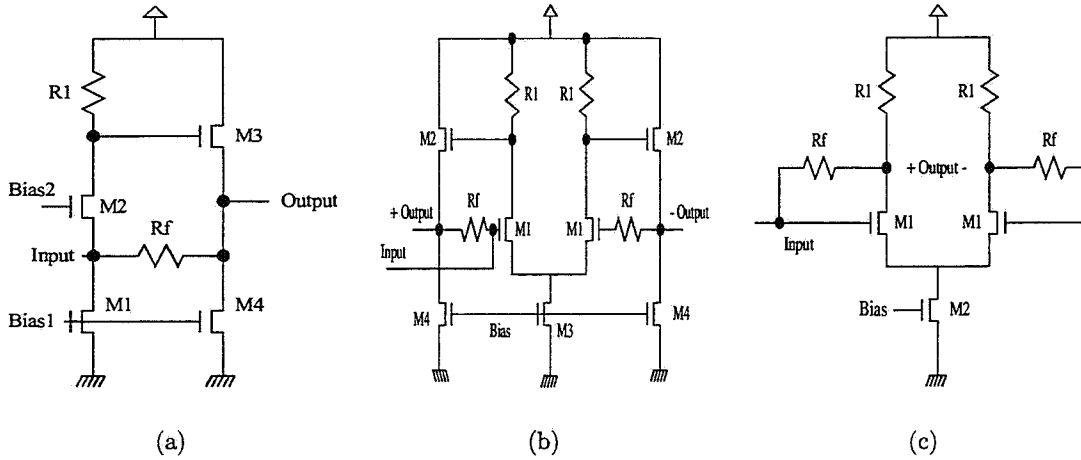 R1
M3
Bias2
M2
Output
Input
Rf
Bias1
M1
M4
(a)
R1
R1
M2
M2
+ Output
Rf
M1
M1
Rf
- Output
Input
M4
Bias
M3
M4
(b)
R1
R1
Rf
+ Output -
Rf
Input
M1
M1
Bias
M2
(c)